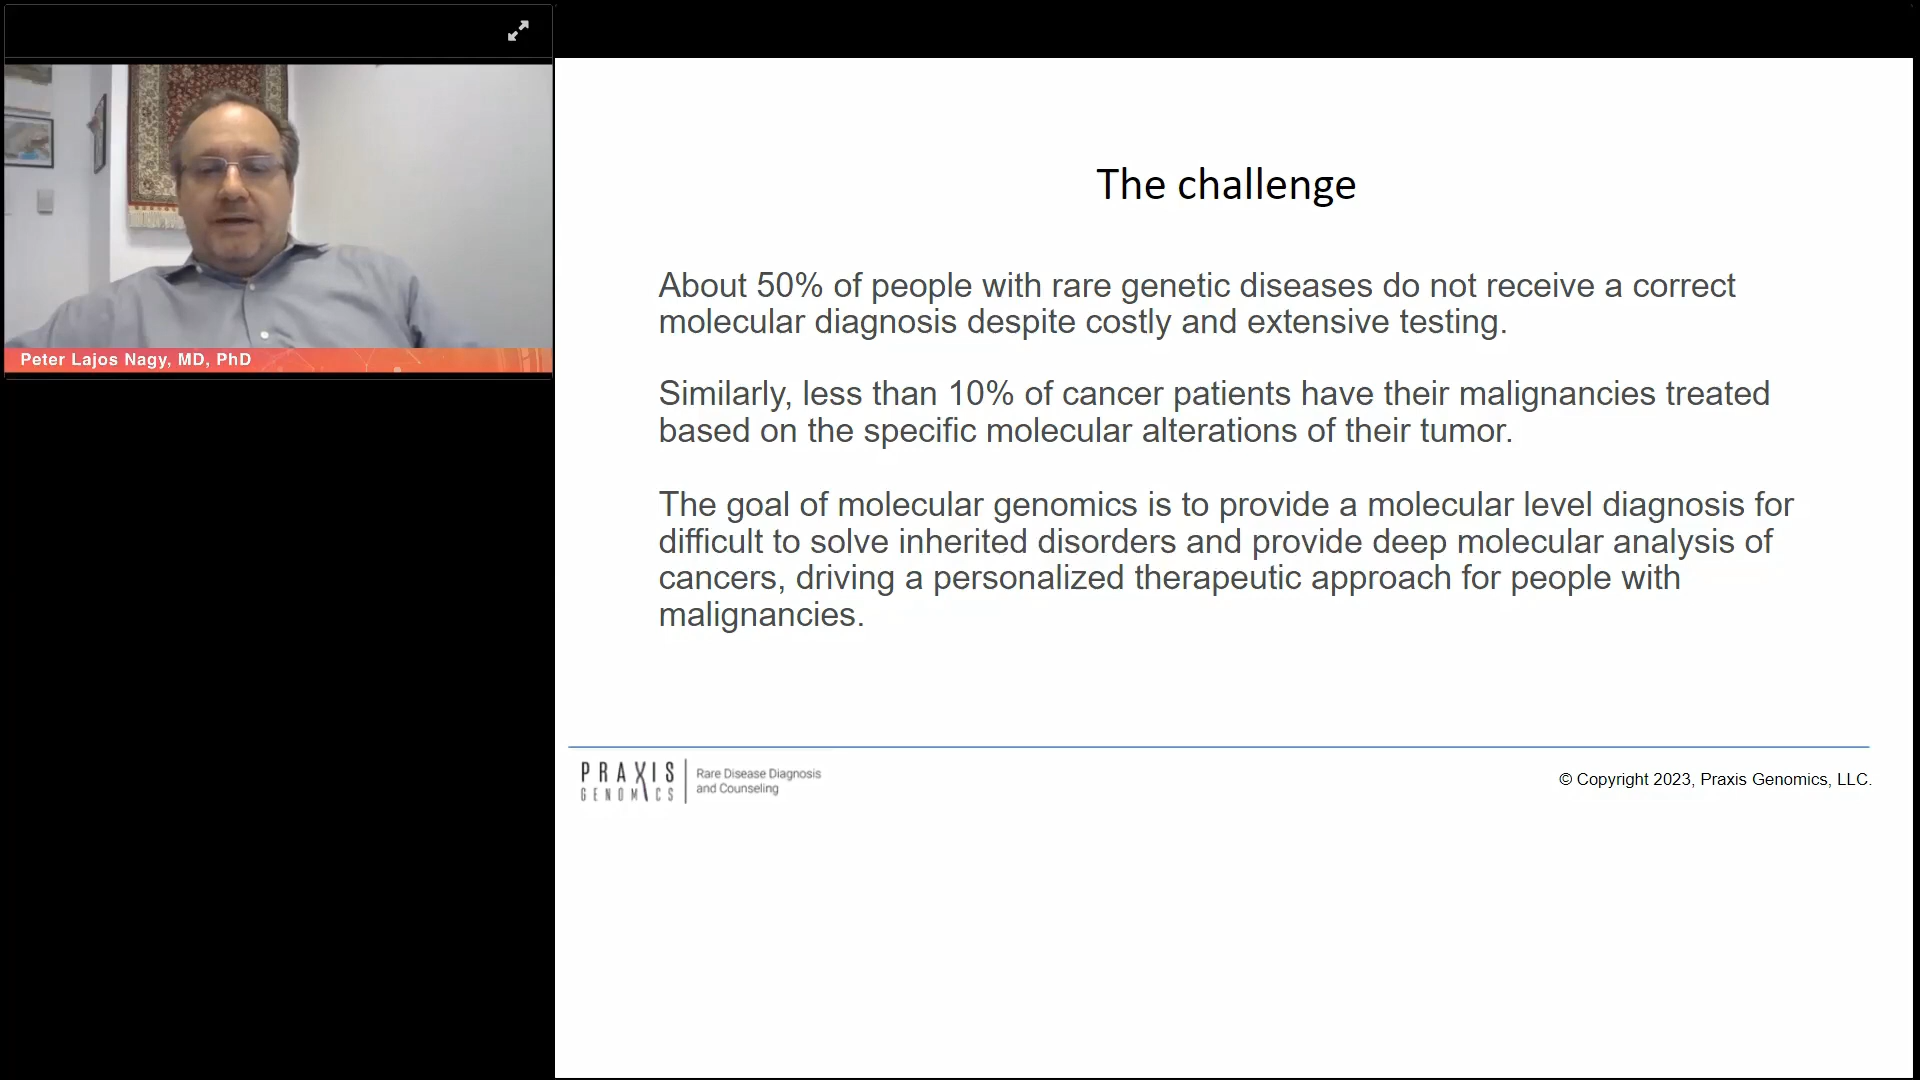 Peter Lajos Nagy, MD, PhD
The challenge
About 50% of people with rare genetic diseases do not receive a correct
molecular diagnosis despite costly and extensive testing.
Similarly, less than 10% of cancer patients have their malignancies treated
based on the specific molecular alterations of their tumor.
The goal of molecular genomics is to provide a molecular level diagnosis for
difficult to solve inherited disorders and provide deep molecular analysis of
cancers, driving a personalized therapeutic approach for people with
malignancies.
PRAXIS
GENOMICS
Rare Disease Diagnosis
and Counseling
© Copyright 2023, Praxis Genomics, LLC.